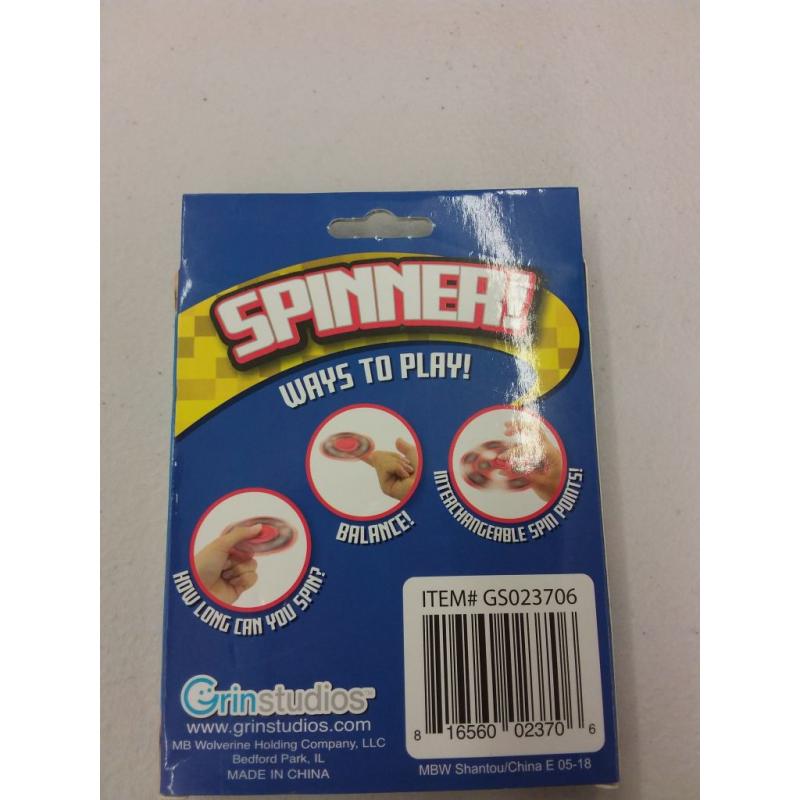 SPINNER!
WAYS TO PLAY!
HOW LONG CAN YOU SPIN?
BALANCE!
INTERCHANGEABLE SPIN POINTS!
ITEM# GS023706
8 16560 02370 6
Grinstudios™
www.grinstudios.com
MB Wolverine Holding Company, LLC
Bedford Park, IL
MADE IN CHINA
MBW Shantou/China E 05-18